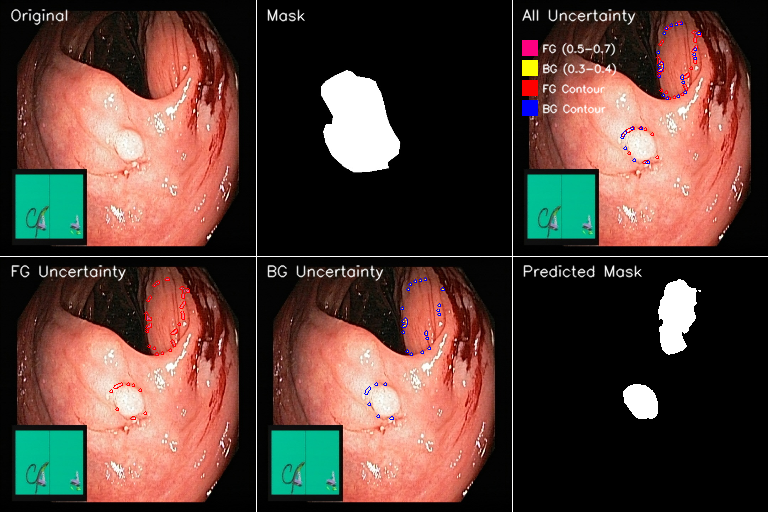 Original
Mask
All Uncertainty
FG (0.5-0.7)
BG (0.3-0.4)
FG Contour
BG Contour
FG Uncertainty
BG Uncertainty
Predicted Mask